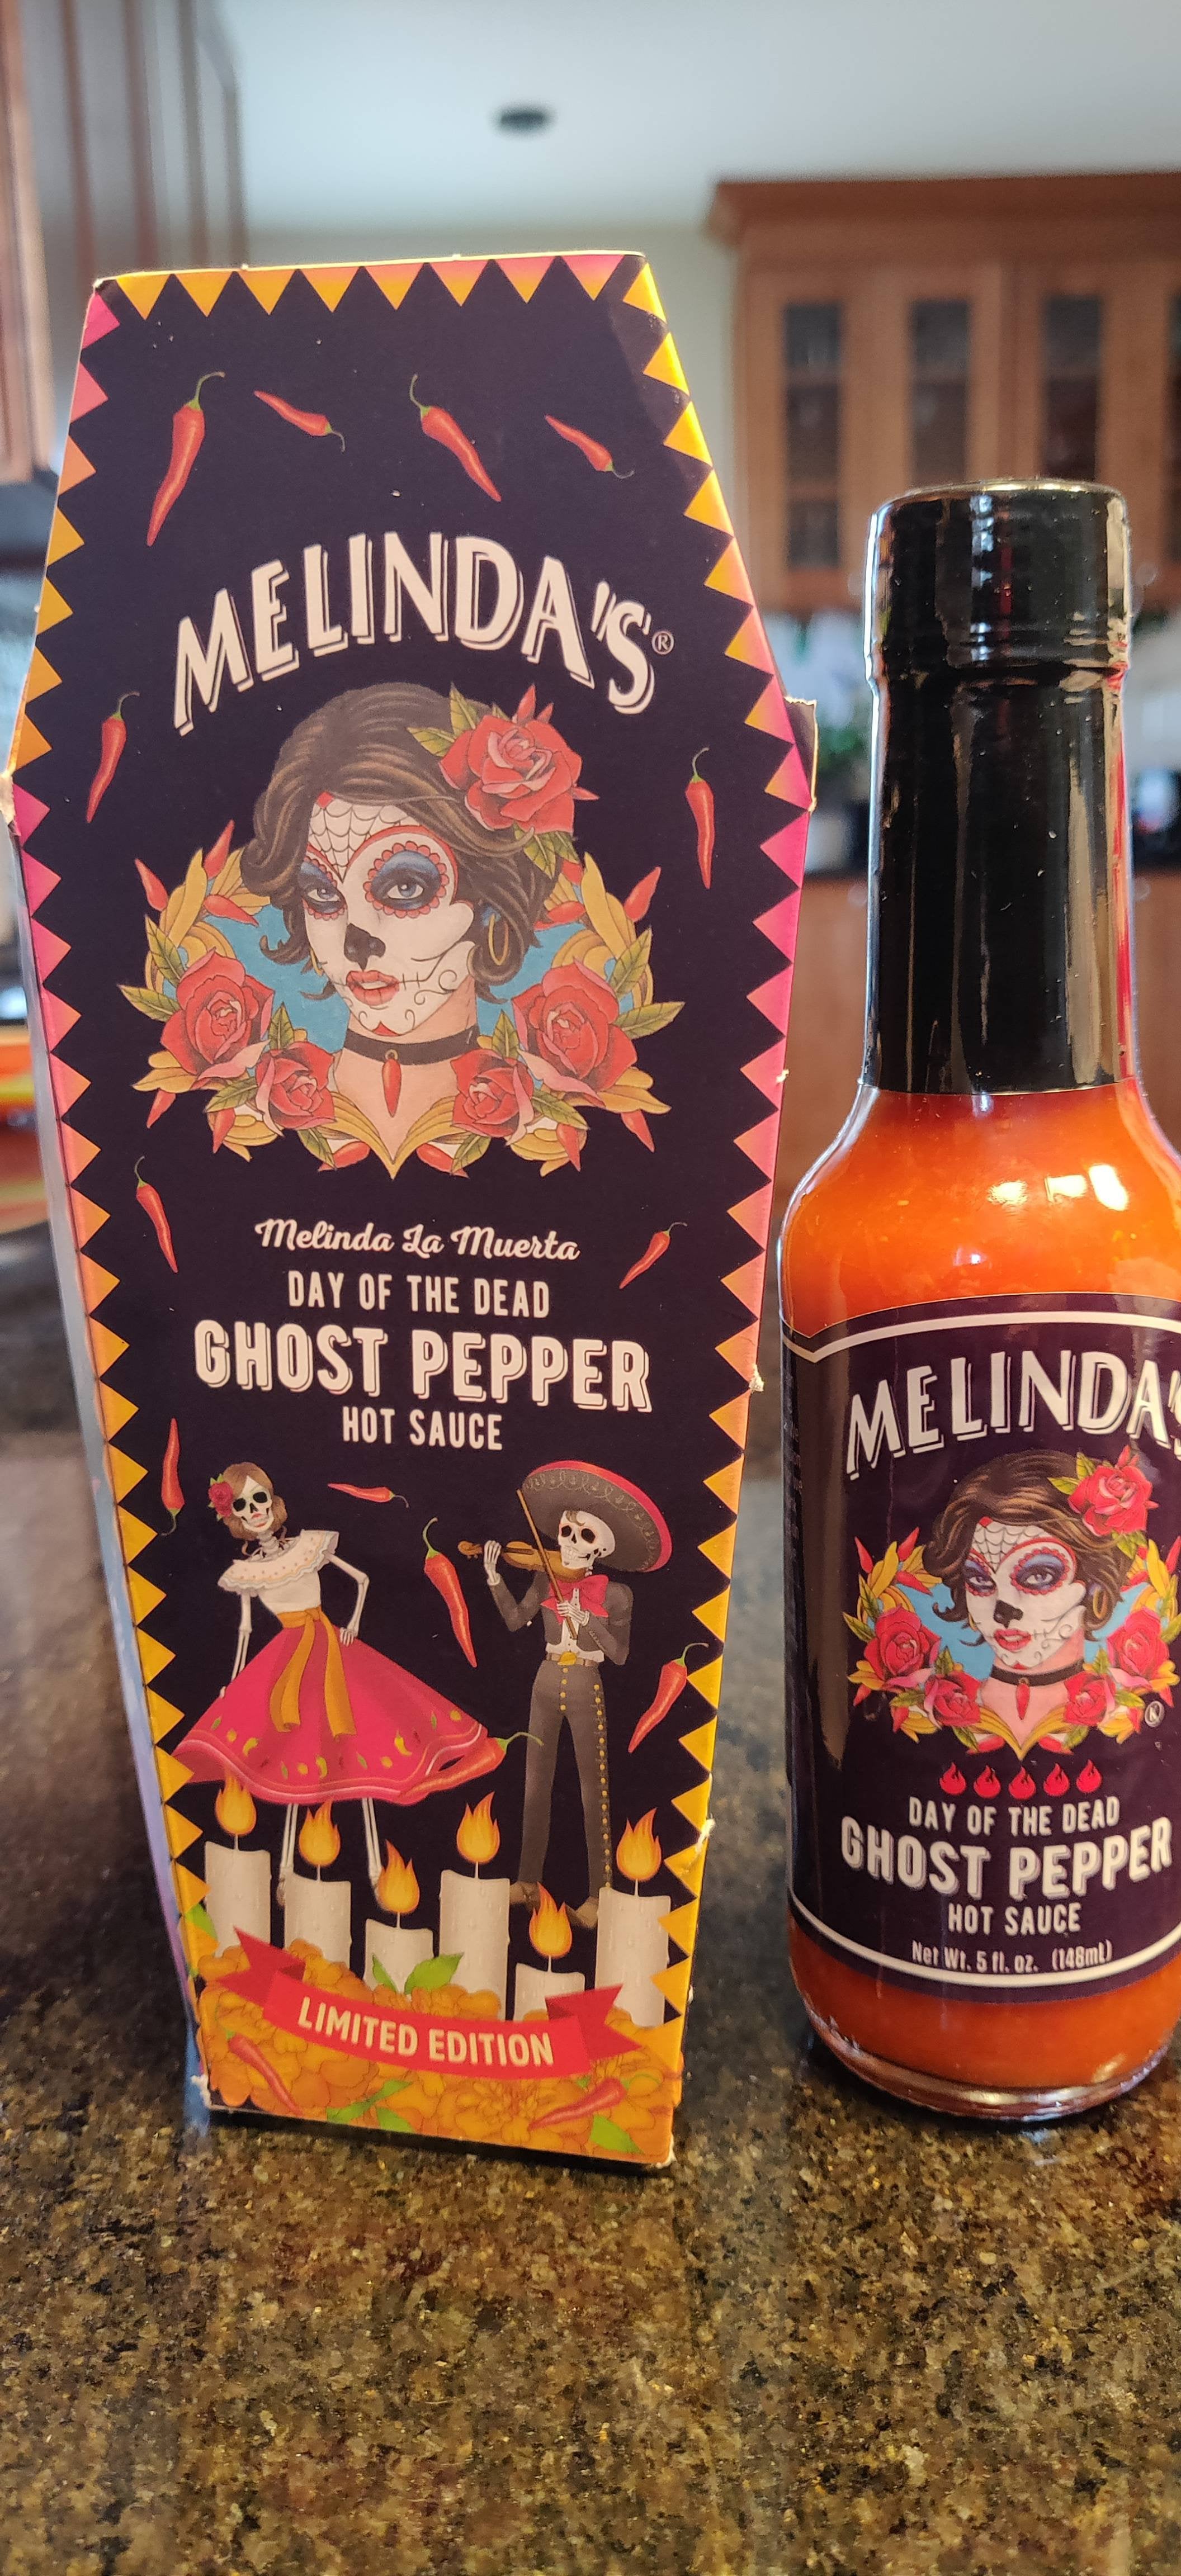 MELINDA'S®
Melinda La Muerta
DAY OF THE DEAD
GHOST PEPPER
HOT SAUCE
LIMITED EDITION
MELINDA'S
DAY OF THE DEAD
GHOST PEPPER
HOT SAUCE
Net Wt. 5 fl. oz. (148mL)